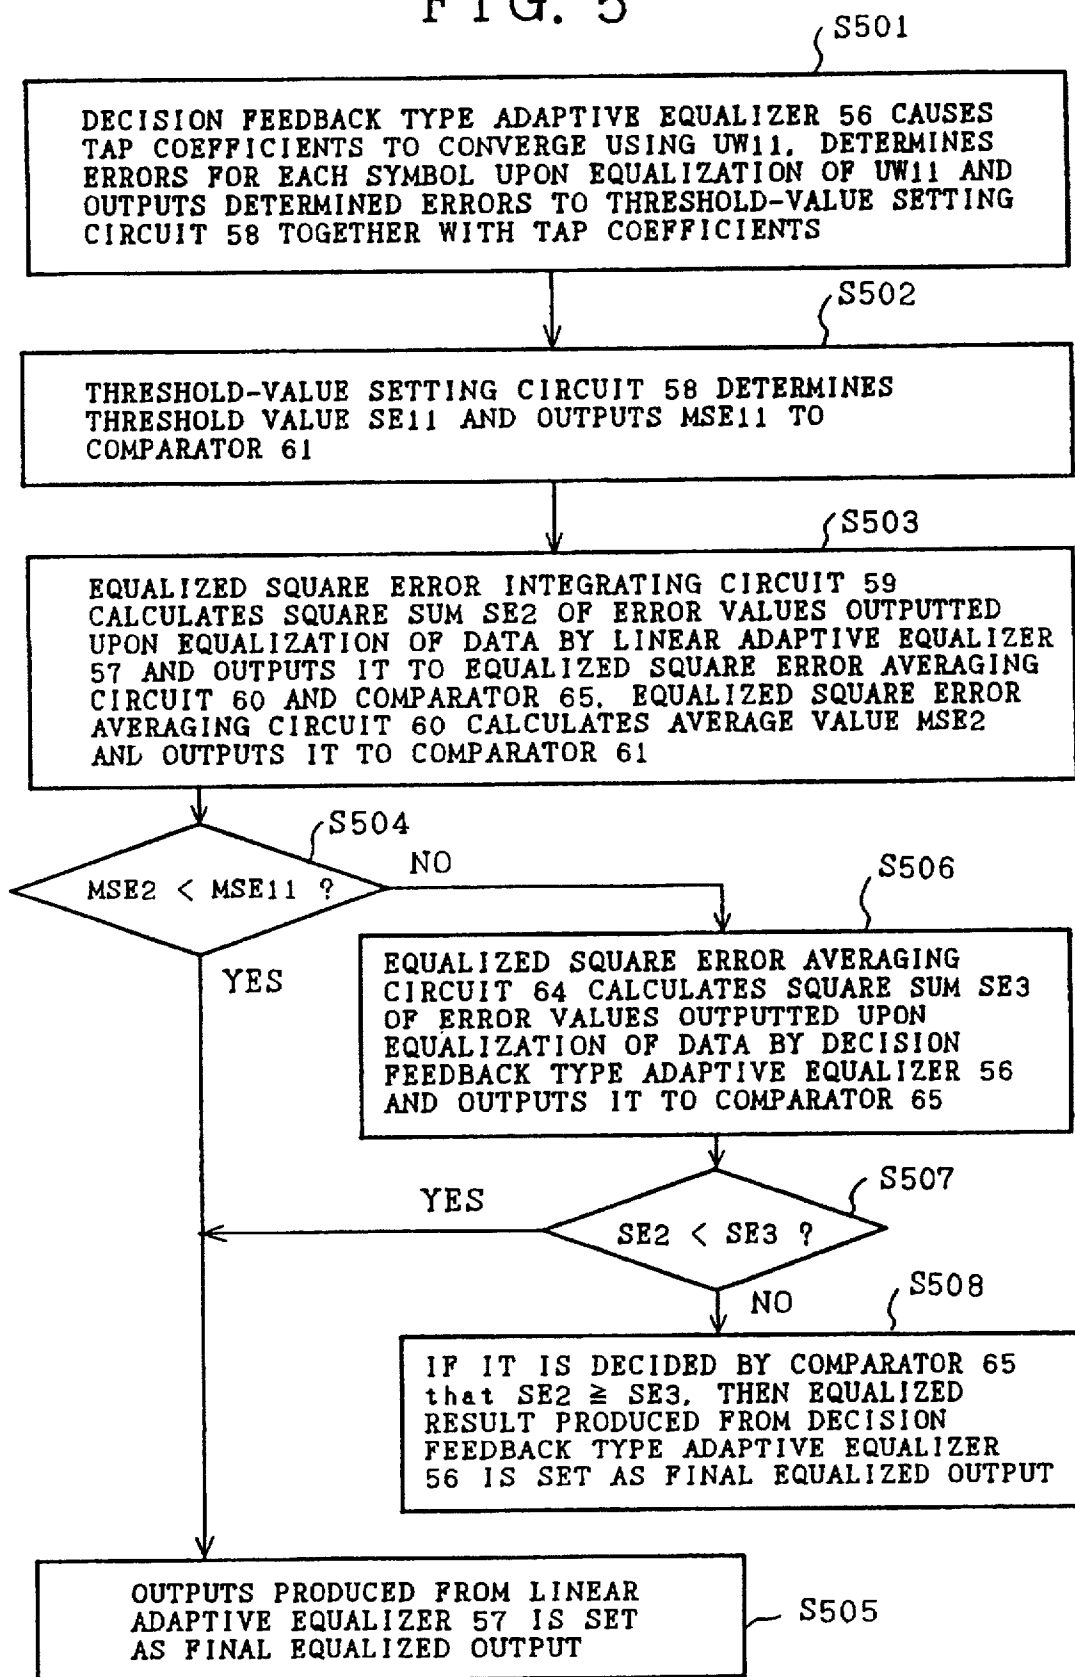 FIG. 5
S501
DECISION FEEDBACK TYPE ADAPTIVE EQUALIZER 56 CAUSES
TAP COEFFICIENTS TO CONVERGE USING UW11, DETERMINES
ERRORS FOR EACH SYMBOL UPON EQUALIZATION OF UW11 AND
OUTPUTS DETERMINED ERRORS TO THRESHOLD-VALUE SETTING
CIRCUIT 58 TOGETHER WITH TAP COEFFICIENTS
S502
THRESHOLD-VALUE SETTING CIRCUIT 58 DETERMINES
THRESHOLD VALUE SE11 AND OUTPUTS MSE11 TO
COMPARATOR 61
S503
EQUALIZED SQUARE ERROR INTEGRATING CIRCUIT 59
CALCULATES SQUARE SUM SE2 OF ERROR VALUES OUTPUTTED
UPON EQUALIZATION OF DATA BY LINEAR ADAPTIVE EQUALIZER
57 AND OUTPUTS IT TO EQUALIZED SQUARE ERROR AVERAGING
CIRCUIT 60 AND COMPARATOR 65. EQUALIZED SQUARE ERROR
AVERAGING CIRCUIT 60 CALCULATES AVERAGE VALUE MSE2
AND OUTPUTS IT TO COMPARATOR 61
S504
MSE2 < MSE11 ?
NO
YES
S506
EQUALIZED SQUARE ERROR AVERAGING
CIRCUIT 64 CALCULATES SQUARE SUM SE3
OF ERROR VALUES OUTPUTTED UPON
EQUALIZATION OF DATA BY DECISION
FEEDBACK TYPE ADAPTIVE EQUALIZER 56
AND OUTPUTS IT TO COMPARATOR 65
S507
YES
SE2 < SE3 ?
NO
S508
IF IT IS DECIDED BY COMPARATOR 65
that SE2 ≧ SE3, THEN EQUALIZED
RESULT PRODUCED FROM DECISION
FEEDBACK TYPE ADAPTIVE EQUALIZER
56 IS SET AS FINAL EQUALIZED OUTPUT
OUTPUTS PRODUCED FROM LINEAR
ADAPTIVE EQUALIZER 57 IS SET
AS FINAL EQUALIZED OUTPUT
S505